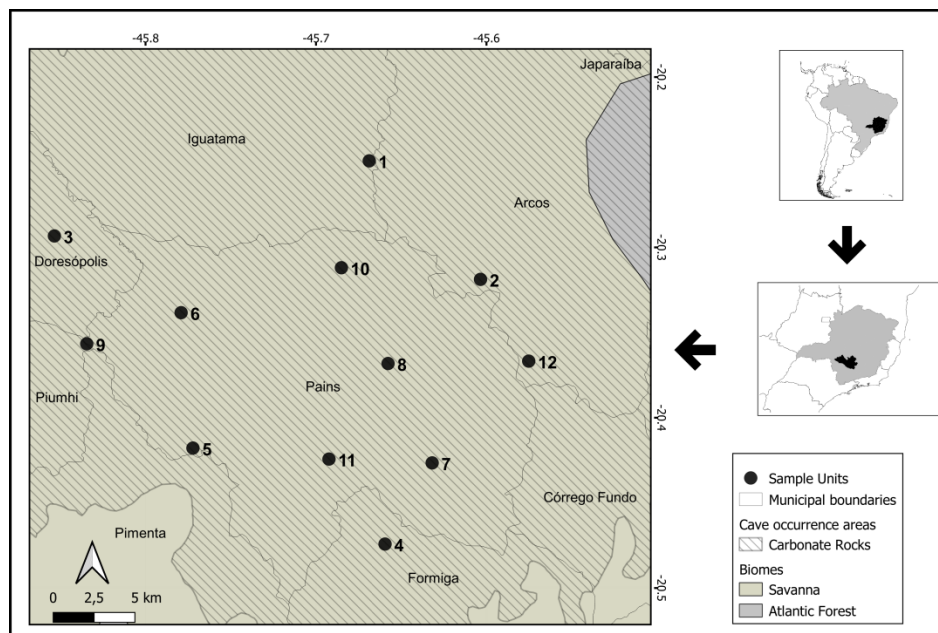 -45.8
-45.7
-45.6
Japaraíba
-20.2
Iguatama
1
Arcos
3
Doresópolis
-20.3
10
2
6
9
8
12
Piumhi
Pains
-20.4
5
11
7
Córrego Fundo
Pimenta
4
Formiga
-20.5
0 2,5 5 km
Sample Units
Municipal boundaries
Cave occurrence areas
Carbonate Rocks
Biomes
Savanna
Atlantic Forest